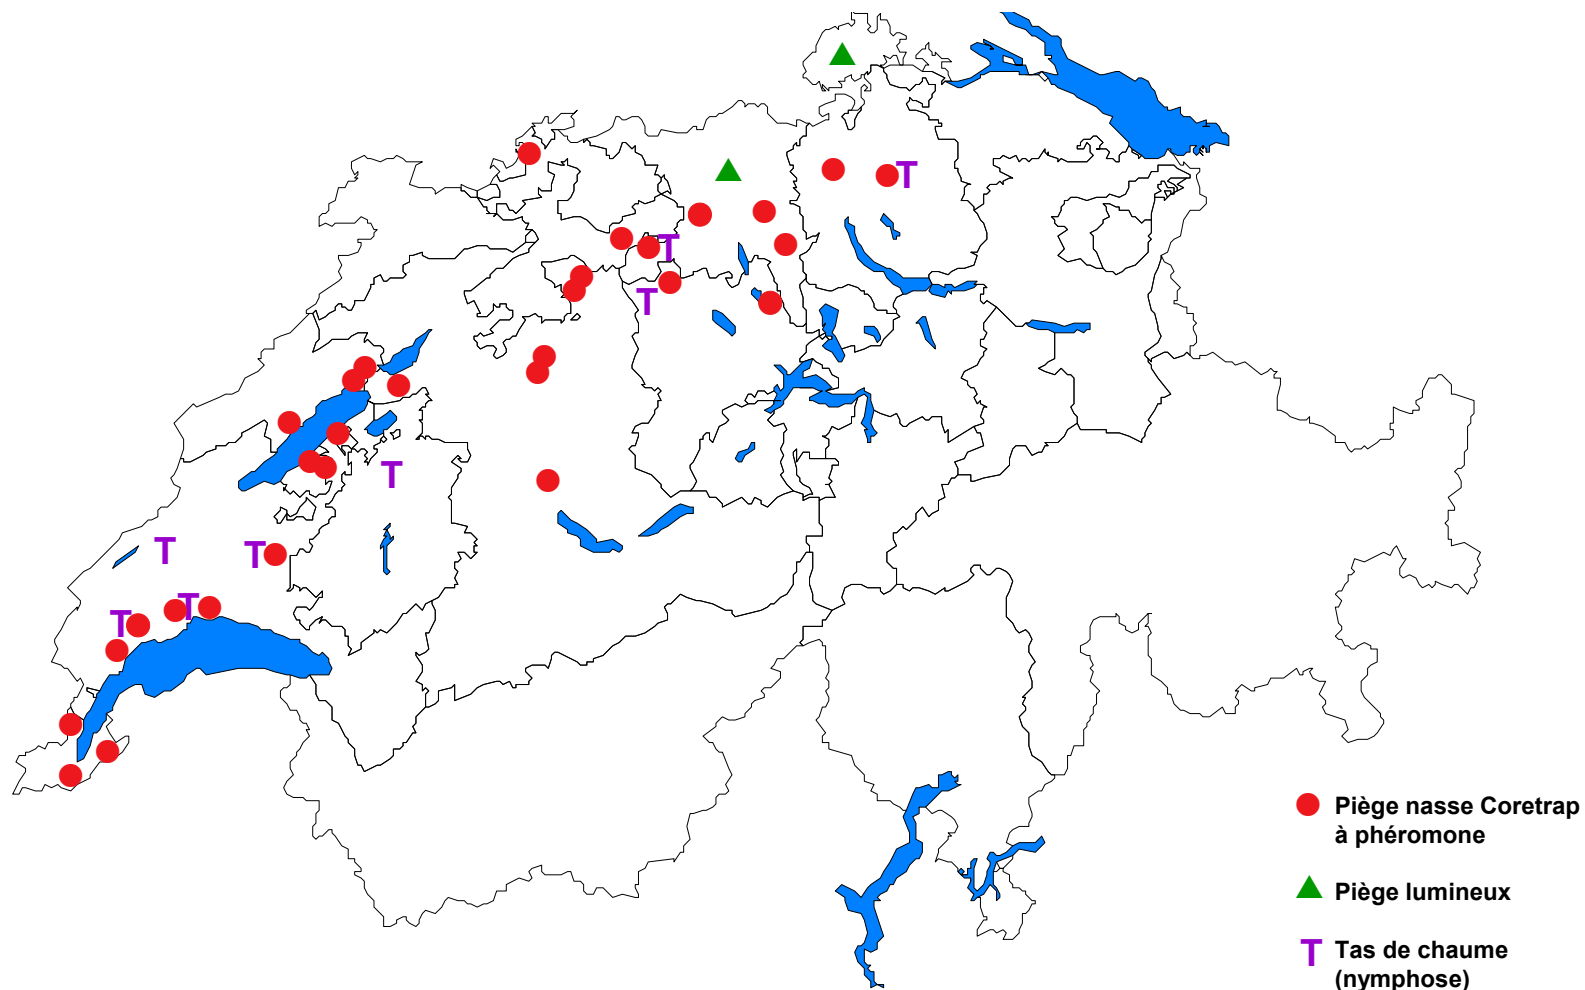 T
T
T
T
T
T
T
T
Piège nasse Coretrap
à phéromone
Piège lumineux
T Tas de chaume
(nymphose)